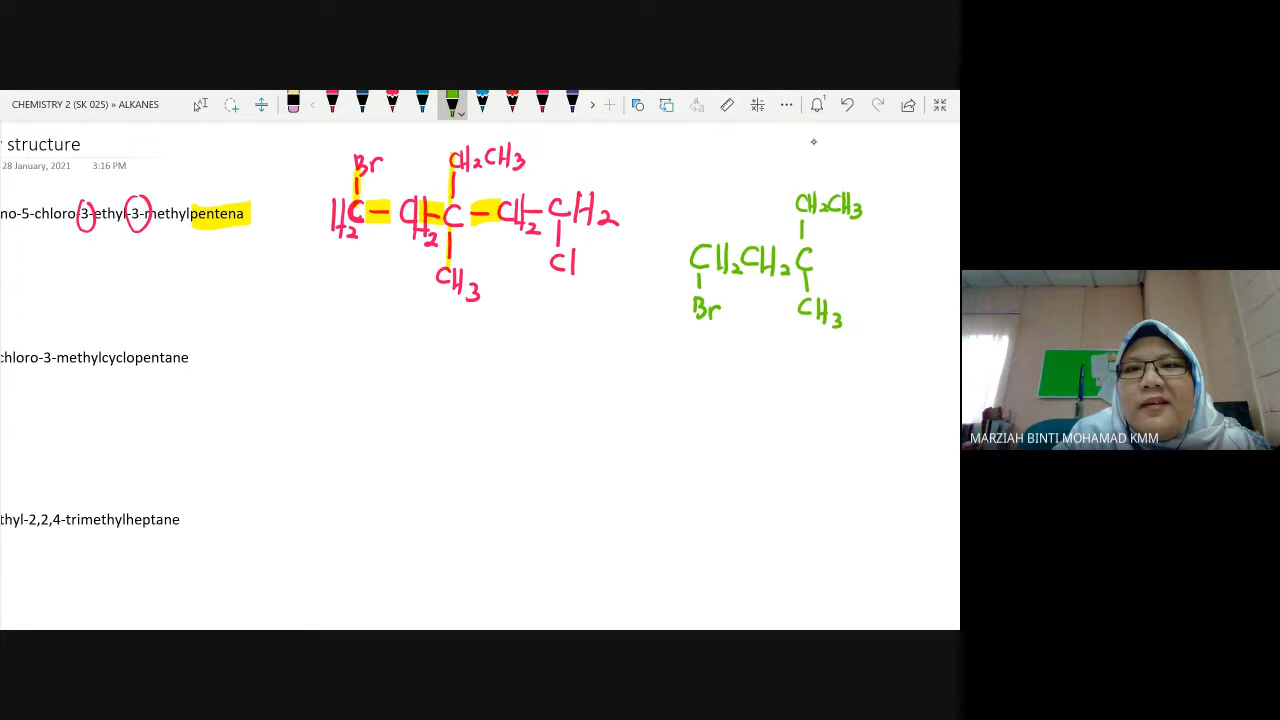 CHEMISTRY 2 (SK 025) » ALKANES
structure
28 January, 2021 3:16 PM
mo-5-chloro-3-ethyl-3-methylpentena
Br CH2CH3
H2C - CH2 - C - CH2 - CH2
CH3 Cl
CH2CH3
CH2CH2C
Br CH3
chloro-3-methylcyclopentane
thyl-2,2,4-trimethylheptane
MARZIAH BINTI MOHAMAD KMM